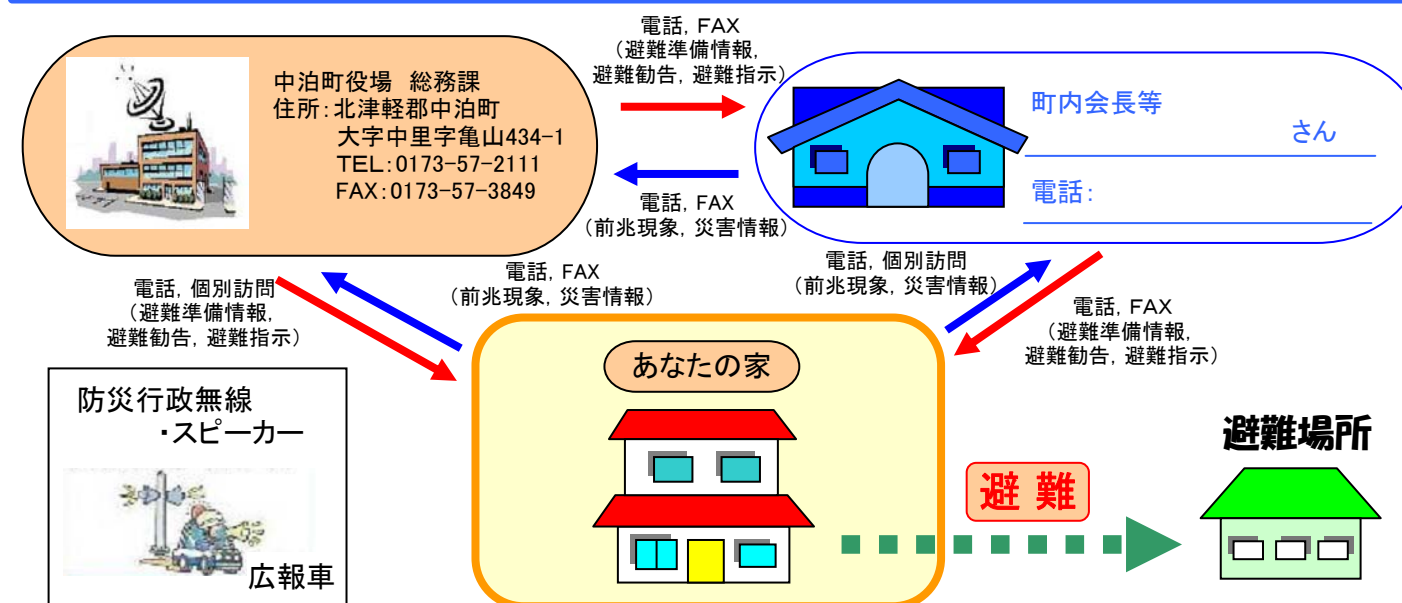 電話, FAX
（避難準備情報,
避難勧告, 避難指示）
中泊町役場 総務課
住所：北津軽郡中泊町
大字中里字亀山434-1
TEL：0173-57-2111
FAX：0173-57-3849
町内会長等
さん
電話：
電話, FAX
（前兆現象, 災害情報）
電話, 個別訪問
（避難準備情報,
避難勧告, 避難指示）
電話, FAX
（前兆現象, 災害情報）
電話, 個別訪問
（前兆現象, 災害情報）
電話, FAX
（避難準備情報,
避難勧告, 避難指示）
あなたの家
防災行政無線
・スピーカー
広報車
避難
避難場所